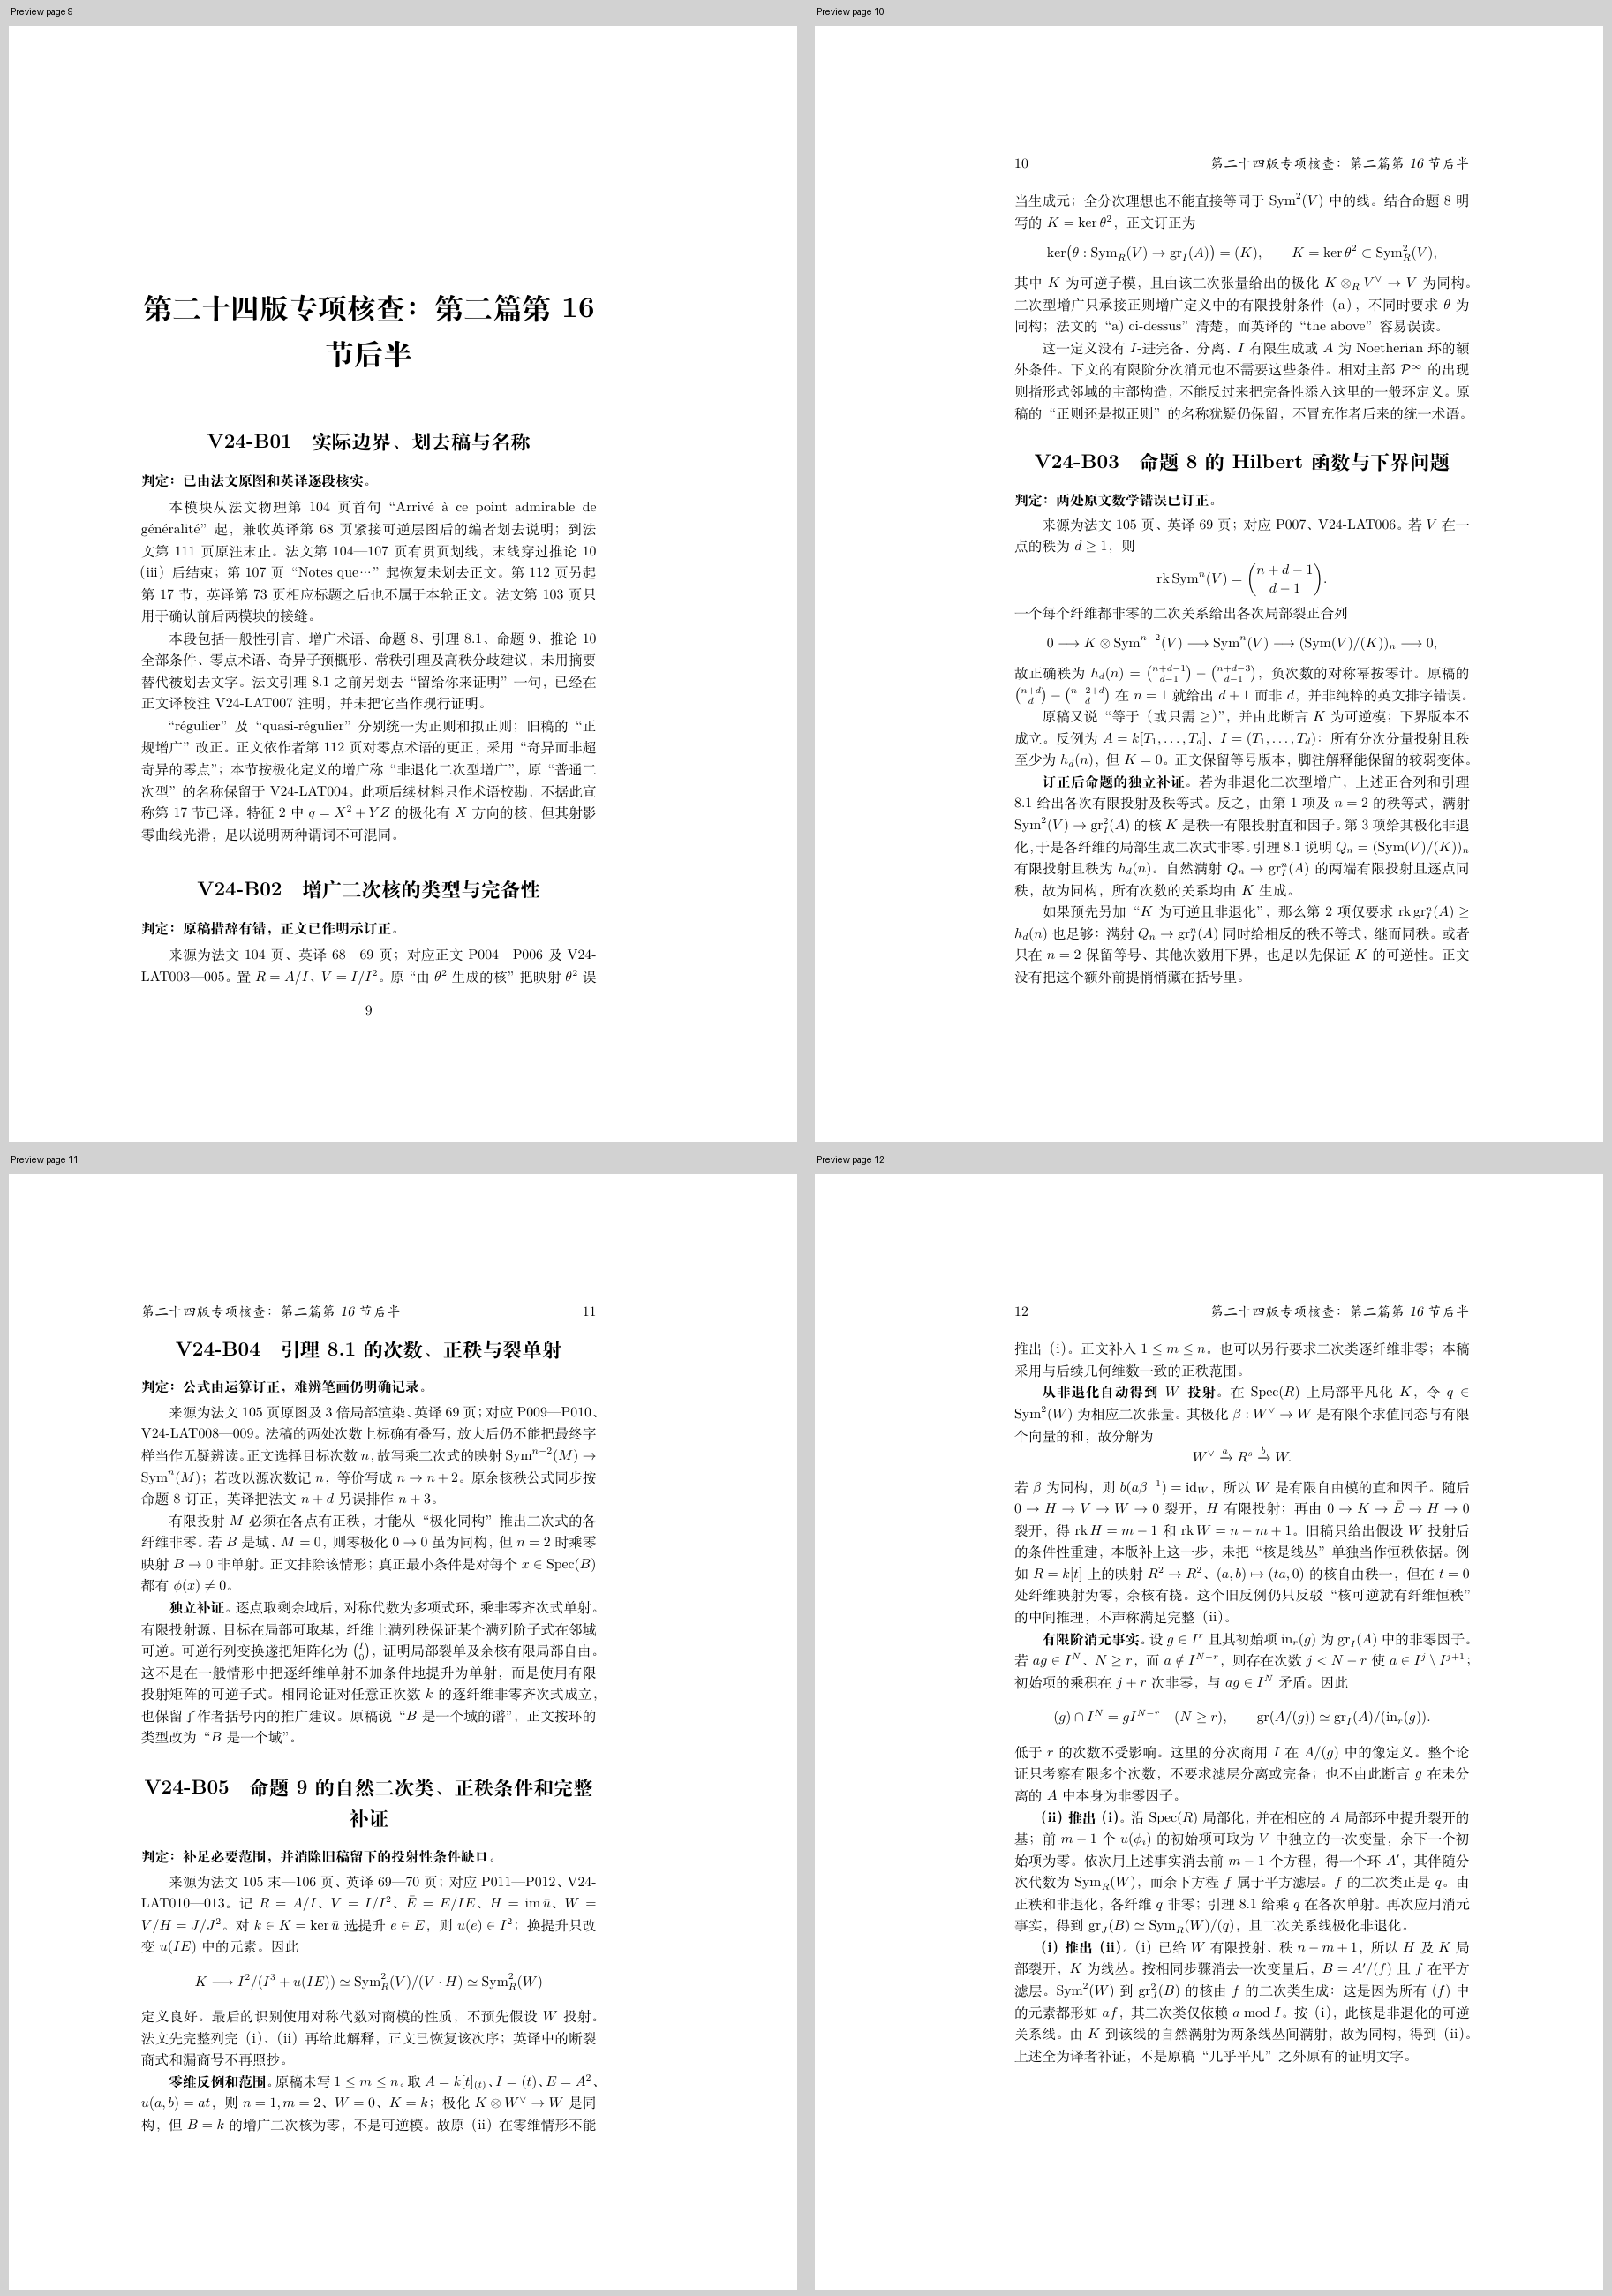 Preview page 9
第二十四版专项核查：第二篇第 16
节后半
V24-B01 实际边界、划去稿与名称
判定：已由法文原图和英译逐段核实。
本模块从法文物理第 104 页首句 “Arrivé à ce point admirable de
généralité” 起，兼收英译第 68 页紧接可逆层图后的编者划去说明；到法
文第 111 页原注末止。法文第 104—107 页有贯页划线，末线穿过推论 10
(iii) 后结束；第 107 页 “Notes que…” 起恢复未划去正文。第 112 页另起
第 17 节，英译第 73 页相应标题之后也不属于本轮正文。法文第 103 页只
用于确认前后两模块的接缝。
本段包括一般性引言、增广术语、命题 8、引理 8.1、命题 9、推论 10
全部条件、零点术语、奇异子预概形、常秩引理及高秩分歧建议，未用摘要
替代被划去文字。法文引理 8.1 之前另划去 “留给你来证明” 一句，已经在
正文译校注 V24-LAT007 注明，并未把它当作现行证明。
“régulier” 及 “quasi-régulier” 分别统一为正则和拟正则；旧稿的 “正
规增广” 改正。正文依作者第 112 页对零点术语的更正，采用 “奇异而非超
奇异的零点”；本节按极化定义的增广称 “非退化二次型增广”，原 “普通二
次型” 的名称保留于 V24-LAT004。此项后续材料只作术语校勘，不据此宣
称第 17 节已译。特征 2 中 q = X² + YZ 的极化有 X 方向的核，但其射影
零曲线光滑，足以说明两种谓词不可混同。
V24-B02 增广二次核的类型与完备性
判定：原稿措辞有错，正文已作明示订正。
来源为法文 104 页、英译 68—69 页；对应正文 P004—P006 及 V24-
LAT003—005。置 R = A/I、V = I/I²。原 “由 θ² 生成的核” 把映射 θ² 误
9
Preview page 10
10 第二十四版专项核查：第二篇第 16 节后半
当生成元；全分次理想也不能直接等同于 Sym²(V) 中的线。结合命题 8 明
写的 K = ker θ²，正文订正为
ker(θ : Sym_R(V) → gr_I(A)) = (K), K = ker θ² ⊂ Sym²_R(V),
其中 K 为可逆子模，且由该二次张量给出的极化 K ⊗_R V^∨ → V 为同构。
二次型增广只承接正则增广定义中的有限投射条件（a），不同时要求 θ 为
同构；法文的 “a) ci-dessus” 清楚，而英译的 “the above” 容易误读。
这一定义没有 I-进完备、分离、I 有限生成或 A 为 Noetherian 环的额
外条件。下文的有限阶分次消元也不需要这些条件。相对主部 𝒫^∞ 的出现
则指形式邻域的主部构造，不能反过来把完备性添入这里的一般环定义。原
稿的 “正则还是拟正则” 的名称犹疑仍保留，不冒充作者后来的统一术语。
V24-B03 命题 8 的 Hilbert 函数与下界问题
判定：两处原文数学错误已订正。
来源为法文 105 页、英译 69 页；对应 P007、V24-LAT006。若 V 在一
点的秩为 d ≥ 1，则
rk Sym^n(V) = \binom{n+d−1}{d−1}.
一个每个纤维都非零的二次关系给出各次局部裂正合列
0 ⟶ K ⊗ Sym^{n−2}(V) ⟶ Sym^n(V) ⟶ (Sym(V)/(K))_n ⟶ 0,
故正确秩为 h_d(n) = \binom{n+d−1}{d−1} − \binom{n+d−3}{d−1}，负次数的对称幂按零计。原稿的
\binom{n+d}{d} − \binom{n−2+d}{d} 在 n = 1 就给出 d + 1 而非 d，并非纯粹的英文排字错误。
原稿又说 “等于（或只需 ≥）”，并由此断言 K 为可逆模；下界版本不
成立。反例为 A = k[T₁, . . . , T_d]、I = (T₁, . . . , T_d)：所有分次分量投射且秩
至少为 h_d(n)，但 K = 0。正文保留等号版本，脚注解释能保留的较弱变体。
订正后命题的独立补证。若为非退化二次型增广，上述正合列和引理
8.1 给出各次有限投射及秩等式。反之，由第 1 项及 n = 2 的秩等式，满射
Sym²(V) → gr²_I(A) 的核 K 是秩一有限投射直和因子。第 3 项给其极化非退
化，于是各纤维的局部生成二次式非零。引理 8.1 说明 Q_n = (Sym(V)/(K))_n
有限投射且秩为 h_d(n)。自然满射 Q_n → gr^n_I(A) 的两端有限投射且逐点同
秩，故为同构，所有次数的关系均由 K 生成。
如果预先另加 “K 为可逆且非退化”，那么第 2 项仅要求 rk gr^n_I(A) ≥
h_d(n) 也足够：满射 Q_n → gr^n_I(A) 同时给相反的秩不等式，继而同秩。或者
只在 n = 2 保留等号、其他次数用下界，也足以先保证 K 的可逆性。正文
没有把这个额外前提悄悄藏在括号里。
Preview page 11
第二十四版专项核查：第二篇第 16 节后半 11
V24-B04 引理 8.1 的次数、正秩与裂单射
判定：公式由运算订正，难辨笔画仍明确记录。
来源为法文 105 页原图及 3 倍局部渲染、英译 69 页；对应 P009—P010、
V24-LAT008—009。法稿的两处次数上标确有叠写，放大后仍不能把最终字
样当作无疑辨读。正文选择目标次数 n，故写乘二次式的映射 Sym^{n−2}(M) →
Sym^n(M)；若改以源次数记 n，等价写成 n → n + 2。原余核秩公式同步按
命题 8 订正，英译把法文 n + d 另误排作 n + 3。
有限投射 M 必须在各点有正秩，才能从 “极化同构” 推出二次式的各
纤维非零。若 B 是域、M = 0，则零极化 0 → 0 虽为同构，但 n = 2 时乘零
映射 B → 0 非单射。正文排除该情形；真正最小条件是对每个 x ∈ Spec(B)
都有 ϕ(x) ≠ 0。
独立补证。逐点取剩余域后，对称代数为多项式环，乘非零齐次式单射。
有限投射源、目标在局部可取基，纤维上满列秩保证某个满列阶子式在邻域
可逆。可逆行列变换遂把矩阵化为 \binom{I}{0}，证明局部裂单及余核有限局部自由。
这不是在一般情形中把逐纤维单射不加条件地提升为单射，而是使用有限
投射矩阵的可逆子式。相同论证对任意正次数 k 的逐纤维非零齐次式成立，
也保留了作者括号内的推广建议。原稿说 “B 是一个域的谱”，正文按环的
类型改为 “B 是一个域”。
V24-B05 命题 9 的自然二次类、正秩条件和完整
补证
判定：补足必要范围，并消除旧稿留下的投射性条件缺口。
来源为法文 105 末—106 页、英译 69—70 页；对应 P011—P012、V24-
LAT010—013。记 R = A/I、V = I/I²、Ē = E/IE、H = im ū、W =
V/H = J/J²。对 k ∈ K = ker ū 选提升 e ∈ E，则 u(e) ∈ I²；换提升只改
变 u(IE) 中的元素。因此
K ⟶ I²/(I³ + u(IE)) ≃ Sym²_R(V)/(V · H) ≃ Sym²_R(W)
定义良好。最后的识别使用对称代数对商模的性质，不预先假设 W 投射。
法文先完整列完（i）、（ii）再给此解释，正文已恢复该次序；英译中的断裂
商式和漏商号不再照抄。
零维反例和范围。原稿未写 1 ≤ m ≤ n。取 A = k[t]_{(t)}、I = (t)、E = A²、
u(a, b) = at，则 n = 1, m = 2、W = 0、K = k；极化 K ⊗ W^∨ → W 是同
构，但 B = k 的增广二次核为零，不是可逆模。故原（ii）在零维情形不能
Preview page 12
12 第二十四版专项核查：第二篇第 16 节后半
推出（i）。正文补入 1 ≤ m ≤ n。也可以另行要求二次类逐纤维非零；本稿
采用与后续几何维数一致的正秩范围。
从非退化自动得到 W 投射。在 Spec(R) 上局部平凡化 K，令 q ∈
Sym²(W) 为相应二次张量。其极化 β : W^∨ → W 是有限个求值同态与有限
个向量的和，故分解为
W^∨ \xrightarrow{a} R^s \xrightarrow{b} W.
若 β 为同构，则 b(aβ^{−1}) = id_W，所以 W 是有限自由模的直和因子。随后
0 → H → V → W → 0 裂开，H 有限投射；再由 0 → K → Ē → H → 0
裂开，得 rk H = m − 1 和 rk W = n − m + 1。旧稿只给出假设 W 投射后
的条件性重建，本版补上这一步，未把 “核是线丛” 单独当作恒秩依据。例
如 R = k[t] 上的映射 R² → R²、(a, b) ↦ (ta, 0) 的核自由秩一，但在 t = 0
处纤维映射为零，余核有挠。这个旧反例仍只反驳 “核可逆就有纤维恒秩”
的中间推理，不声称满足完整（ii）。
有限阶消元事实。设 g ∈ I^r 且其初始项 in_r(g) 为 gr_I(A) 中的非零因子。
若 ag ∈ I^N、N ≥ r，而 a ∉ I^{N−r}，则存在次数 j < N − r 使 a ∈ I^j \ I^{j+1}；
初始项的乘积在 j + r 次非零，与 ag ∈ I^N 矛盾。因此
(g) ∩ I^N = gI^{N−r} (N ≥ r), gr(A/(g)) ≃ gr_I(A)/(in_r(g)).
低于 r 的次数不受影响。这里的分次商用 I 在 A/(g) 中的像定义。整个论
证只考察有限多个次数，不要求滤层分离或完备；也不由此断言 g 在未分
离的 A 中本身为非零因子。
(ii) 推出 (i)。沿 Spec(R) 局部化，并在相应的 A 局部环中提升裂开的
基；前 m − 1 个 u(ϕ_i) 的初始项可取为 V 中独立的一次变量，余下一个初
始项为零。依次用上述事实消去前 m − 1 个方程，得一个环 A′，其伴随分
次代数为 Sym_R(W)，而余下方程 f 属于平方滤层。f 的二次类正是 q。由
正秩和非退化，各纤维 q 非零；引理 8.1 给乘 q 在各次单射。再次应用消元
事实，得到 gr_J(B) ≃ Sym_R(W)/(q)，且二次关系线极化非退化。
(i) 推出 (ii)。(i) 已给 W 有限投射、秩 n − m + 1，所以 H 及 K 局
部裂开，K 为线丛。按相同步骤消去一次变量后，B = A′/(f) 且 f 在平方
滤层。Sym²(W) 到 gr²_J(B) 的核由 f 的二次类生成：这是因为所有 (f) 中
的元素都形如 af，其二次类仅依赖 a mod I。按（i），此核是非退化的可逆
关系线。由 K 到该线的自然满射为两条线丛间满射，故为同构，得到（ii）。
上述全为译者补证，不是原稿 “几乎平凡” 之外原有的证明文字。